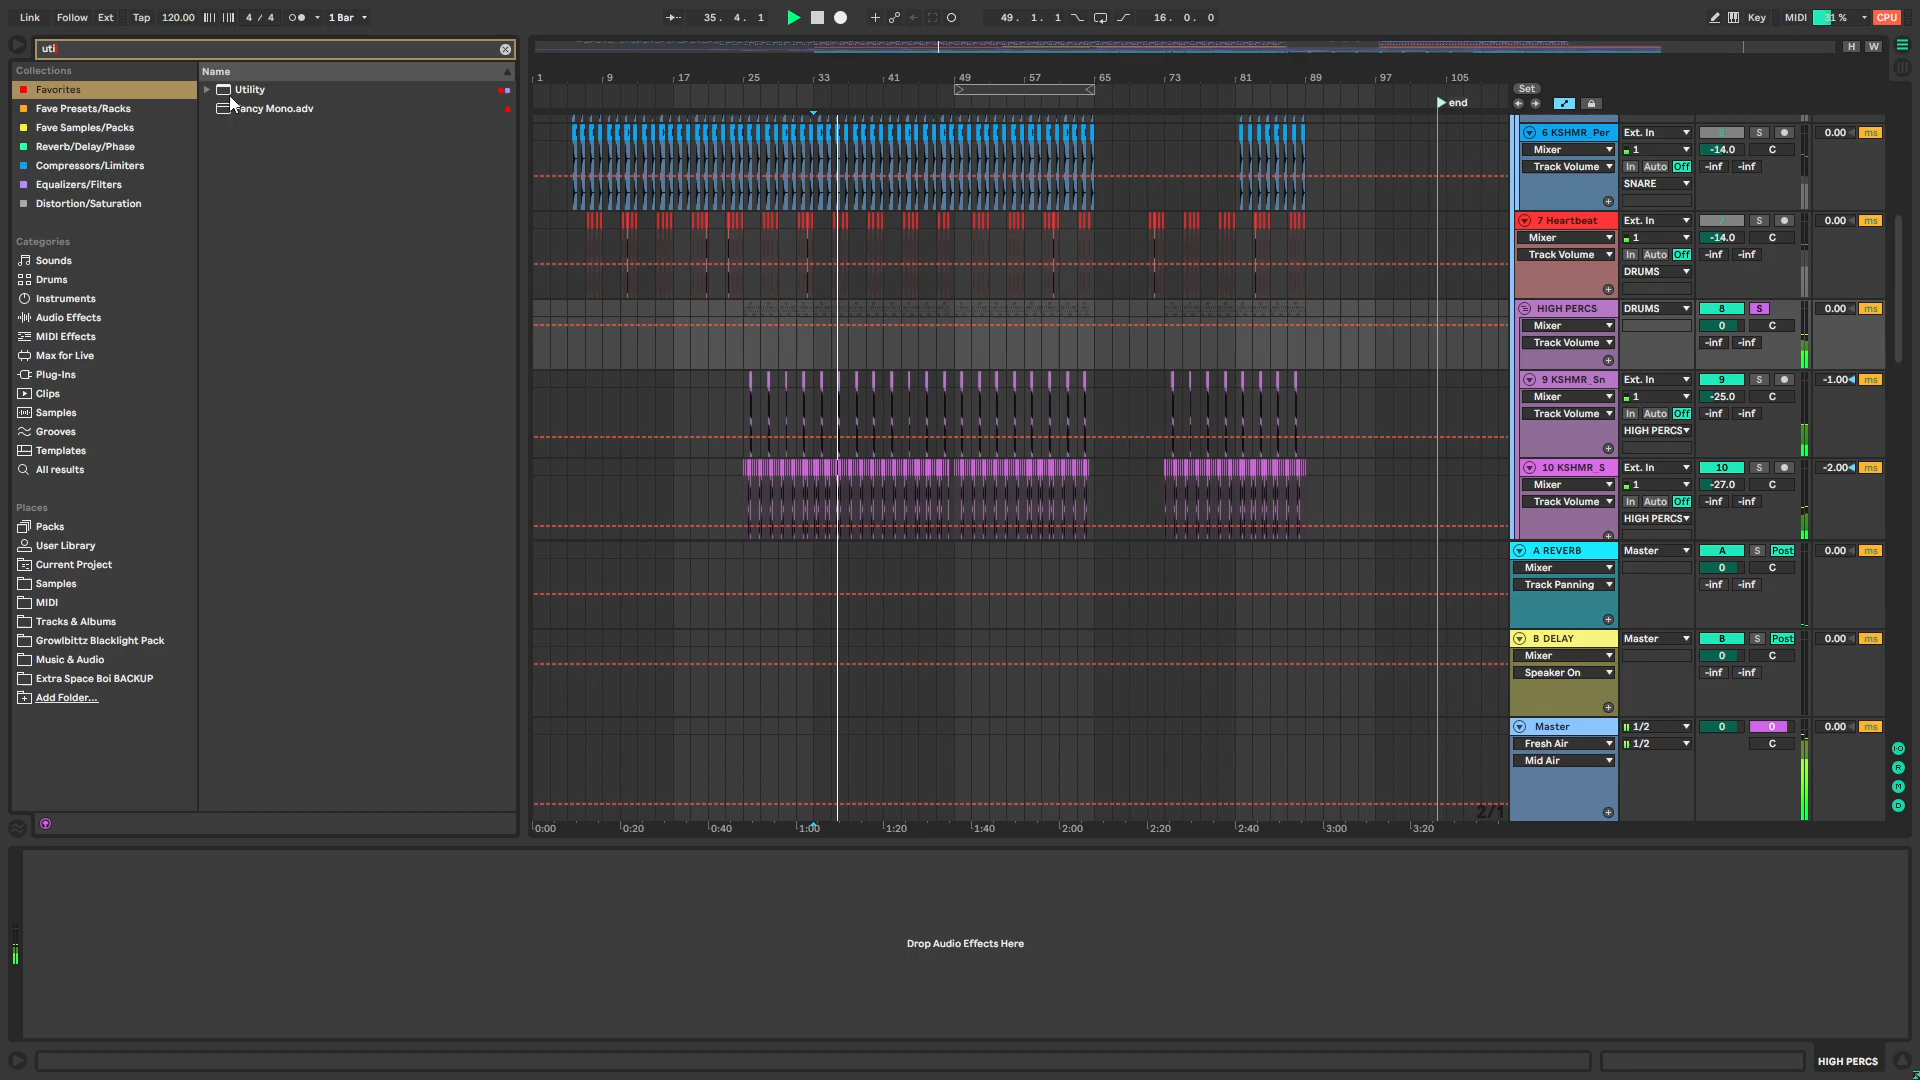 Link Follow Ext Tap 120.00 4 / 4 1 Bar 35. 4. 1 49. 1. 1 16. 0. 0 Key MIDI 31 % CPU
uti
H W
Collections
Name
Favorites
Utility
Fave Presets/Racks
Fancy Mono.adv
Fave Samples/Packs
Reverb/Delay/Phase
Compressors/Limiters
Equalizers/Filters
Distortion/Saturation
Categories
Sounds
Drums
Instruments
Audio Effects
MIDI Effects
Max for Live
Plug-Ins
Clips
Samples
Grooves
Templates
All results
Places
Packs
User Library
Current Project
Samples
MIDI
Tracks & Albums
Growlbittz Blacklight Pack
Music & Audio
Extra Space Boi BACKUP
Add Folder...
1 9 17 25 33 41 49 57 65 73 81 89 97 105
Set
end
6 KSHMR_Per Ext. In 6 S 0.00 ms
Mixer 1 -14.0 C
Track Volume In Auto Off -inf -inf
SNARE
7 Heartbeat Ext. In 7 S 0.00 ms
Mixer 1 -14.0 C
Track Volume In Auto Off -inf -inf
DRUMS
HIGH PERCS DRUMS 8 S 0.00 ms
Mixer 0 C
Track Volume -inf -inf
9 KSHMR_Sn Ext. In 9 S -1.00 ms
Mixer 1 -25.0 C
Track Volume In Auto Off -inf -inf
HIGH PERCS
10 KSHMR_S Ext. In 10 S -2.00 ms
Mixer 1 -27.0 C
Track Volume In Auto Off -inf -inf
HIGH PERCS
A REVERB Master A S Post 0.00 ms
Mixer 0 C
Track Panning -inf -inf
B DELAY Master B S Post 0.00 ms
Mixer 0 C
Speaker On -inf -inf
Master 1/2 0 0 0.00 ms
Fresh Air 1/2 C
Mid Air
2/1
0:00 0:20 0:40 1:00 1:20 1:40 2:00 2:20 2:40 3:00 3:20
I·O
R
M
D
Drop Audio Effects Here
HIGH PERCS